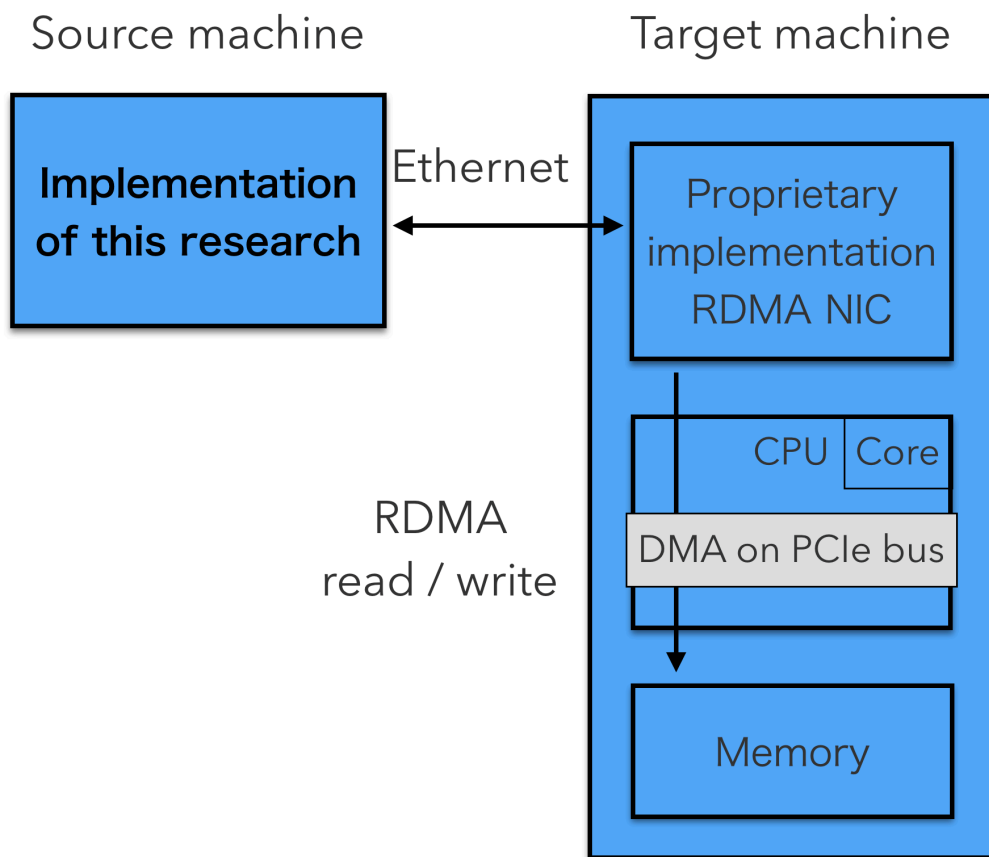 Source machine
Target machine
Implementation
of this research
Ethernet
Proprietary
implementation
RDMA NIC
CPU
Core
DMA on PCIe bus
RDMA
read / write
Memory